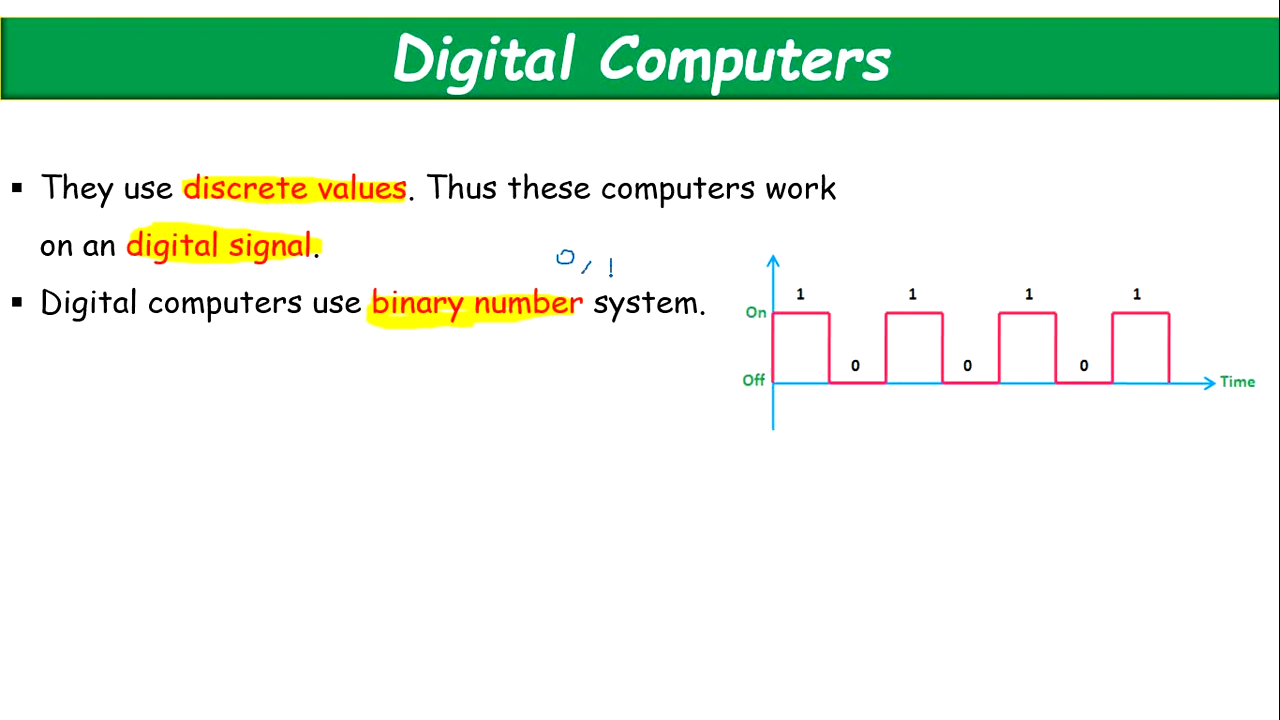 Digital Computers
▪ They use discrete values. Thus these computers work
on an digital signal.
0, 1
▪ Digital computers use binary number system.
1 1 1 1
On
0 0 0
Off
Time